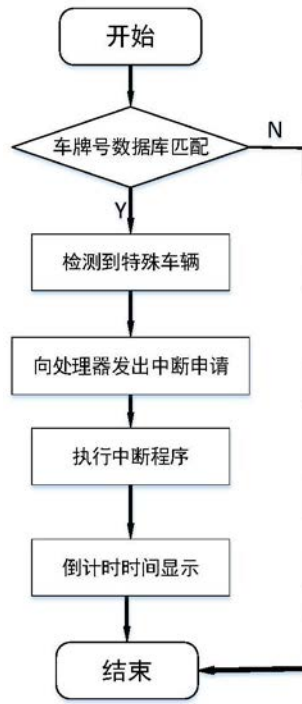 开始
车牌号数据库匹配
N
Y
检测到特殊车辆
向处理器发出中断申请
执行中断程序
倒计时时间显示
结束